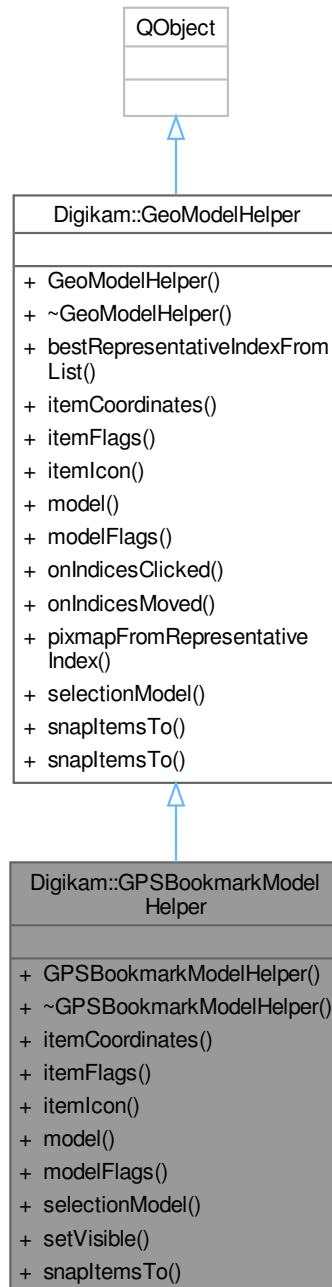 QObject
Digikam::GeoModelHelper
+ GeoModelHelper()
+ ~GeoModelHelper()
+ bestRepresentativeIndexFrom
List()
+ itemCoordinates()
+ itemFlags()
+ itemIcon()
+ model()
+ modelFlags()
+ onIndicesClicked()
+ onIndicesMoved()
+ pixmapFromRepresentative
Index()
+ selectionModel()
+ snapItemsTo()
+ snapItemsTo()
Digikam::GPSBookmarkModel
Helper
+ GPSBookmarkModelHelper()
+ ~GPSBookmarkModelHelper()
+ itemCoordinates()
+ itemFlags()
+ itemIcon()
+ model()
+ modelFlags()
+ selectionModel()
+ setVisible()
+ snapItemsTo()